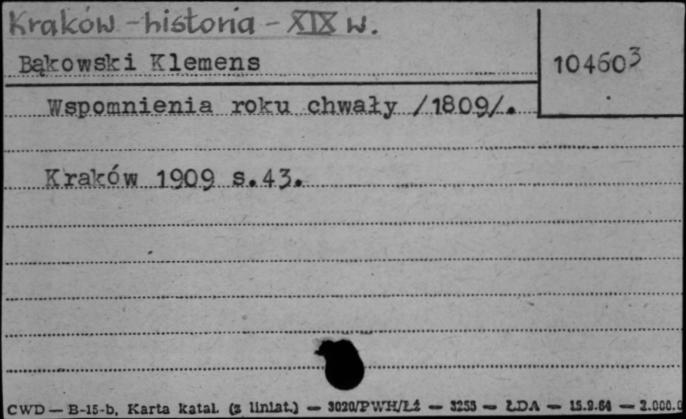 Kraków - historia - XIX w.
Bąkowski Klemens
104603
Wspomnienia roku chwały /1809/.
Kraków 1909 s.43.
CWD — B-15-b, Karta katal. (z liniat.) — 3020/PWH/Łź — 3255 — ŁDA — 15.9.64 — 2.000.0